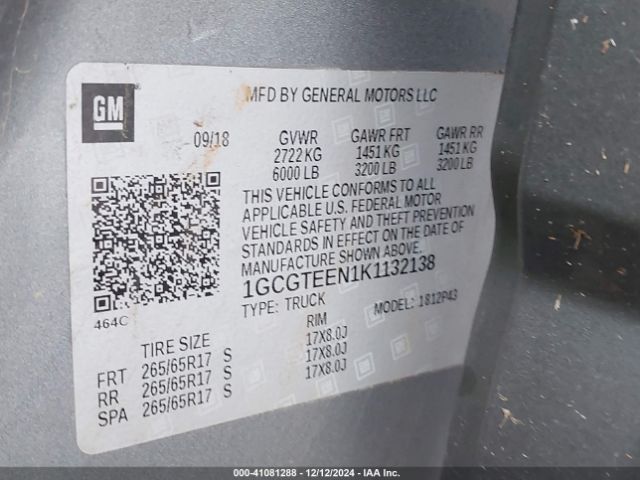 GM
MFD BY GENERAL MOTORS LLC
09/18 GVWR GAWR FRT GAWR RR
2722 KG 1451 KG 1451 KG
6000 LB 3200 LB 3200 LB
THIS VEHICLE CONFORMS TO ALL
APPLICABLE U.S. FEDERAL MOTOR
VEHICLE SAFETY AND THEFT PREVENTION
STANDARDS IN EFFECT ON THE DATE OF
MANUFACTURE SHOWN ABOVE.
1GCGTEEN1K1132138
TYPE: TRUCK MODEL: 1812P43
464C
TIRE SIZE RIM
FRT 265/65R17 S 17X8.0J
RR 265/65R17 S 17X8.0J
SPA 265/65R17 S 17X8.0J
000-41081288 - 12/12/2024 - IAAI.COM